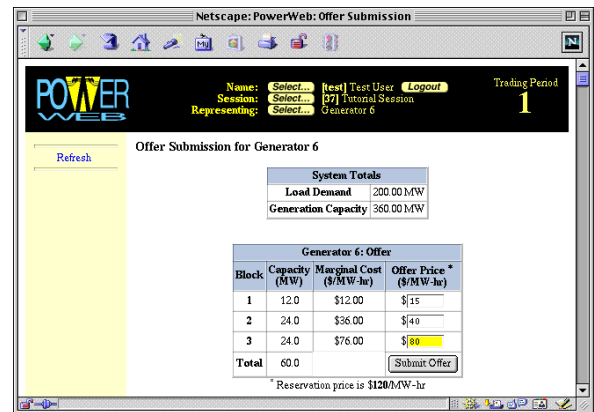 Netscape: PowerWeb: Offer Submission
My
N
POWER
WEB
Name: Select... [test] Test User Logout
Session: Select... [37] Tutorial Session
Representing: Select... Generator 6
Trading Period
1
Refresh
Offer Submission for Generator 6
System Totals
Load Demand 200.00 MW
Generation Capacity 360.00 MW
Generator 6: Offer
Block Capacity (MW) Marginal Cost ($/MW-hr) Offer Price * ($/MW-hr)
1 12.0 $12.00 $ 15
2 24.0 $36.00 $ 40
3 24.0 $76.00 $ 80
Total 60.0 Submit Offer
* Reservation price is $120/MW-hr